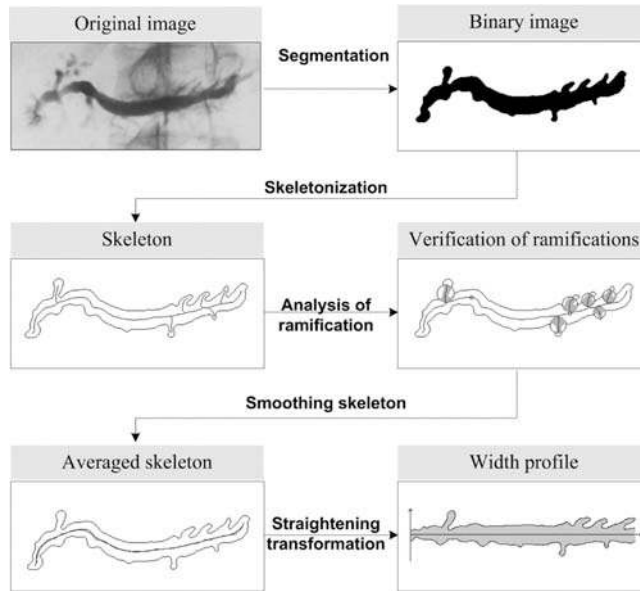 Original image
Binary image
Segmentation
Skeletonization
Skeleton
Verification of ramifications
Analysis of
ramification
Smoothing skeleton
Averaged skeleton
Width profile
Straightening
transformation